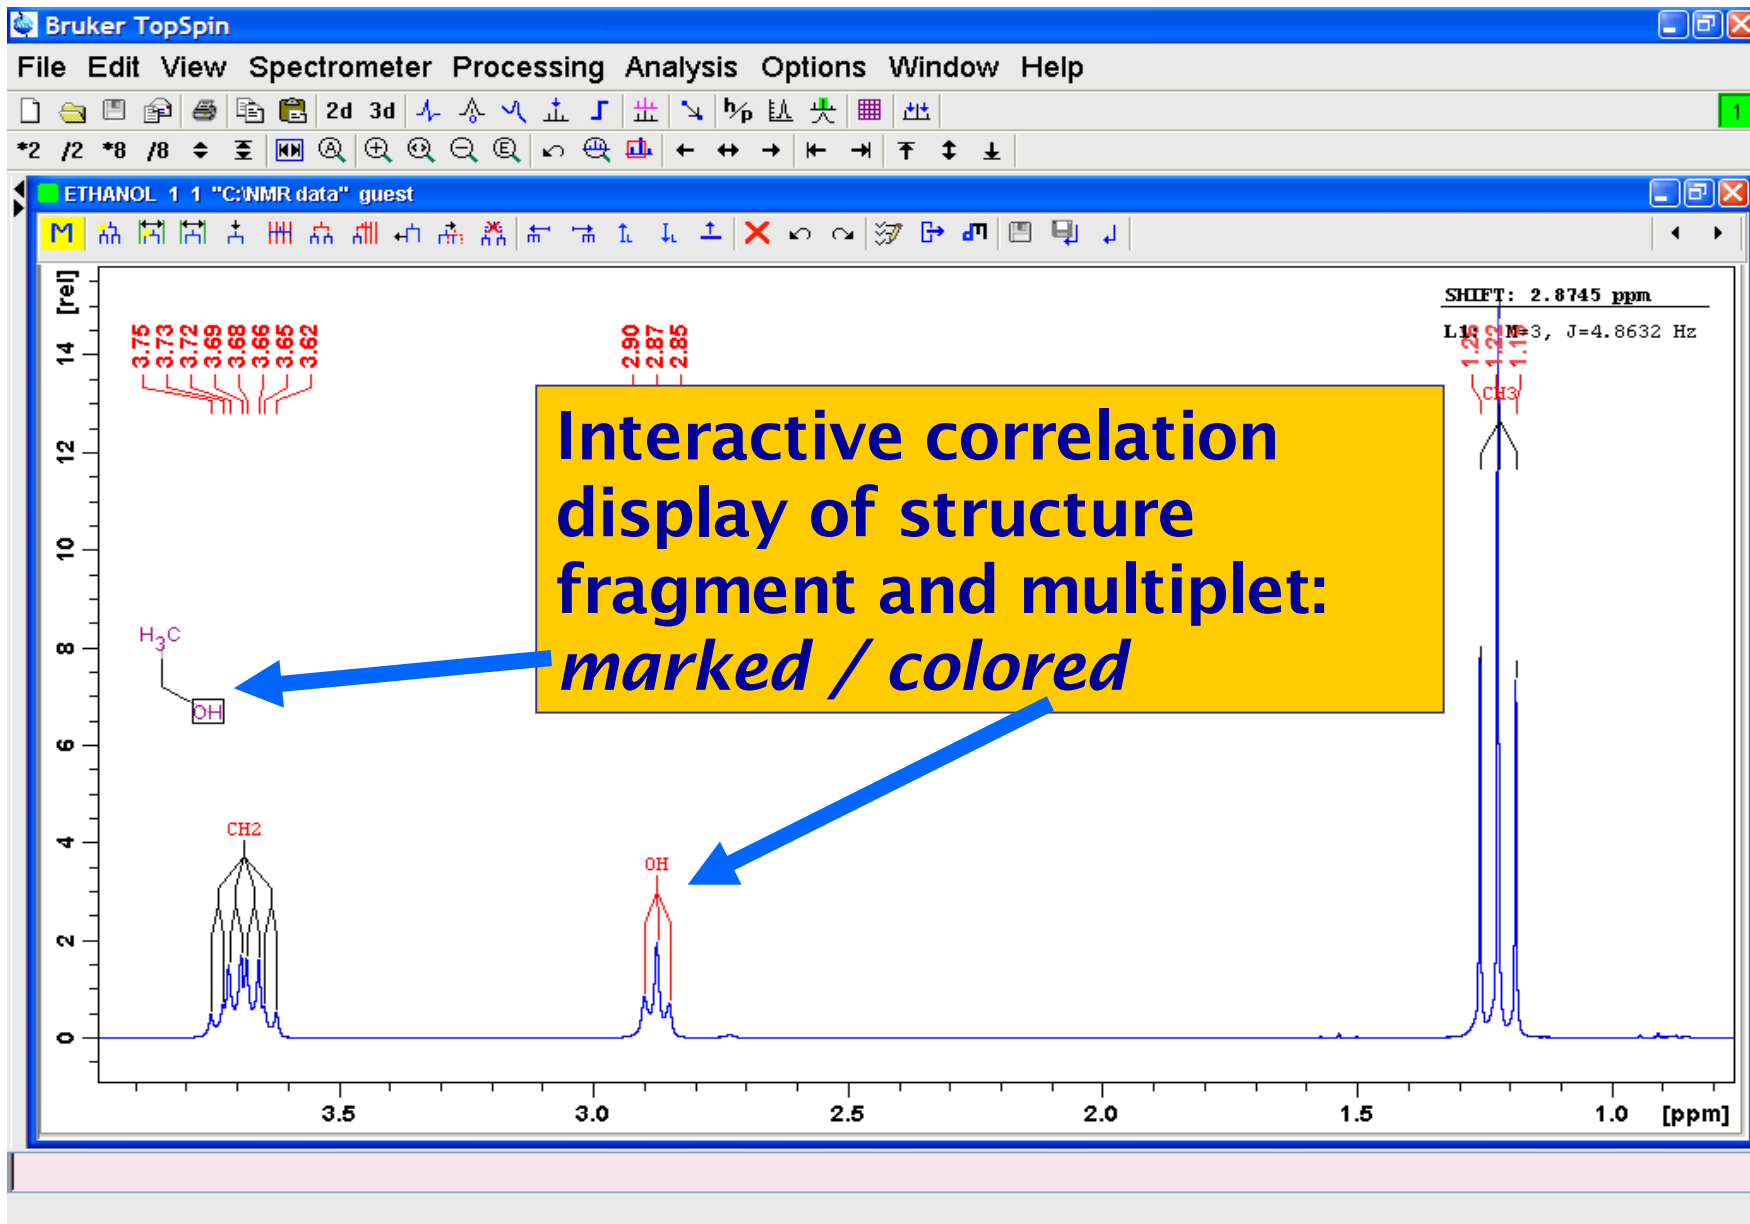 Bruker TopSpin
File Edit View Spectrometer Processing Analysis Options Window Help
2d 3d h/p 1
*2 /2 *8 /8
ETHANOL 1 1 "C:\NMR data" guest
M
[rel]
SHIFT: 2.8745 ppm
L1: M=3, J=4.8632 Hz
3.75 3.73 3.72 3.69 3.68 3.66 3.65 3.62
2.90 2.87 2.85
1.22
CH3
Interactive correlation
display of structure
fragment and multiplet:
marked / colored
H3C
OH
CH2
OH
14
12
10
8
6
4
2
0
3.5 3.0 2.5 2.0 1.5 1.0 [ppm]